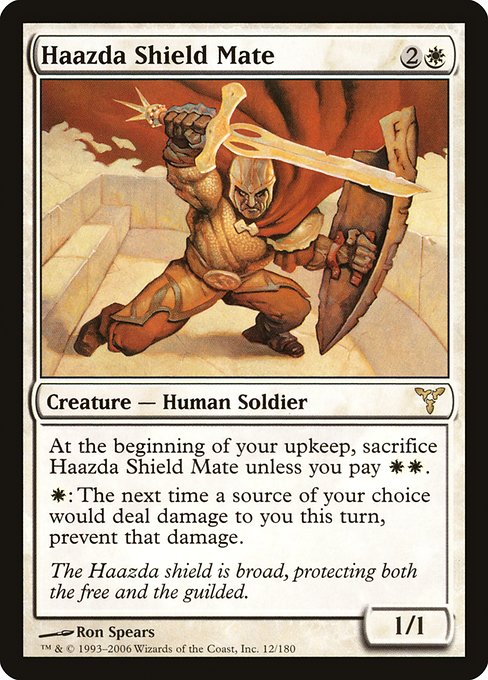 Haazda Shield Mate 2
Creature — Human Soldier
At the beginning of your upkeep, sacrifice
Haazda Shield Mate unless you pay .
: The next time a source of your choice
would deal damage to you this turn,
prevent that damage.
The Haazda shield is broad, protecting both
the free and the guilded.
1/1
Ron Spears
™ & © 1993–2006 Wizards of the Coast, Inc. 12/180